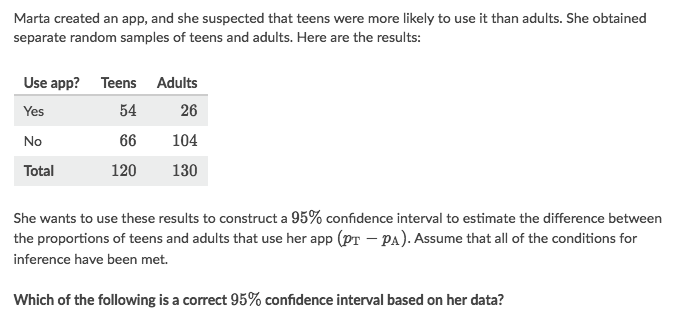 Marta created an app, and she suspected that teens were more likely to use it than adults. She obtained
separate random samples of teens and adults. Here are the results:
Use app? Teens Adults
Yes 54 26
No 66 104
Total 120 130
She wants to use these results to construct a 95% confidence interval to estimate the difference between
the proportions of teens and adults that use her app (p_T − p_A). Assume that all of the conditions for
inference have been met.
Which of the following is a correct 95% confidence interval based on her data?